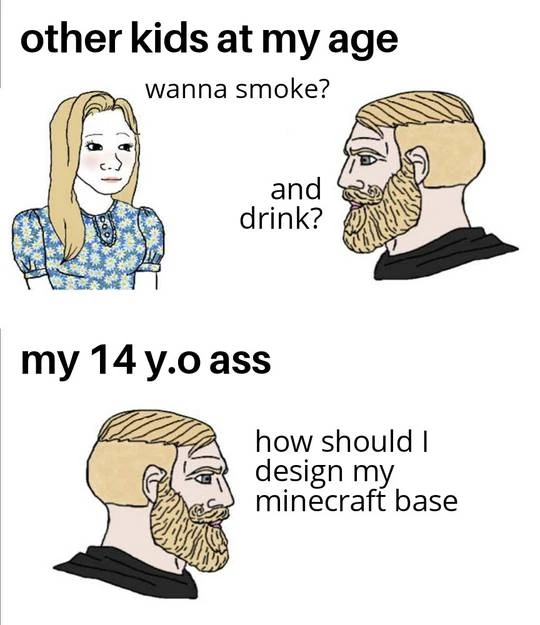 other kids at my age
wanna smoke?
and
drink?
my 14 y.o ass
how should I
design my
minecraft base